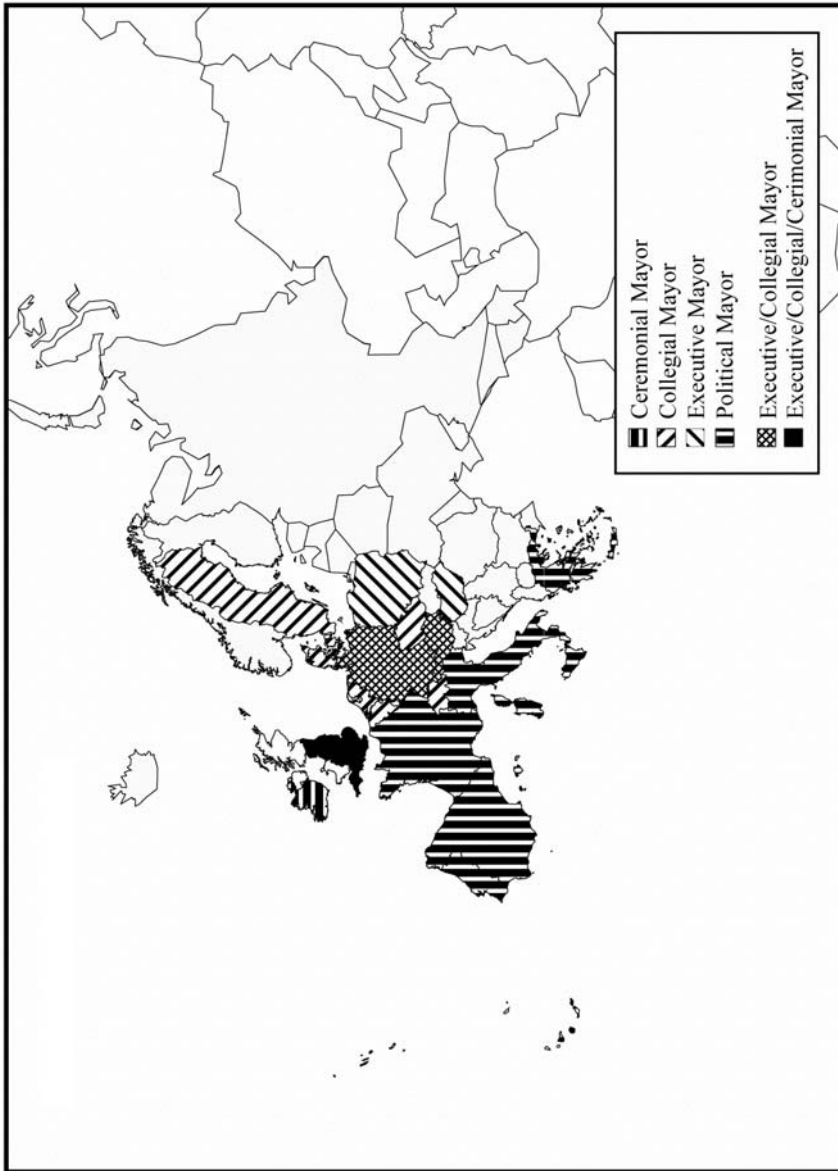 Ceremonial Mayor
Collegial Mayor
Executive Mayor
Political Mayor
Executive/Collegial Mayor
Executive/Collegial/Cerimonial Mayor